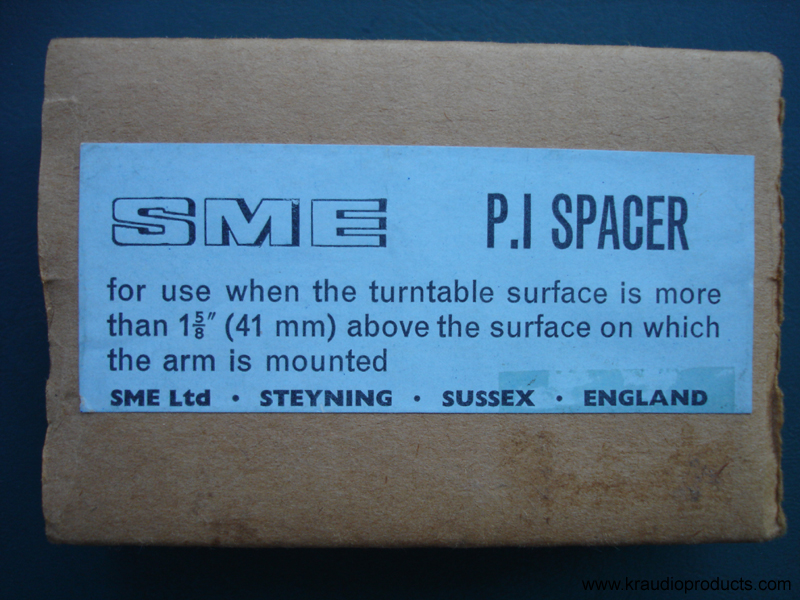 SME P.I SPACER
for use when the turntable surface is more
than 1⅝″ (41 mm) above the surface on which
the arm is mounted
SME Ltd · STEYNING · SUSSEX · ENGLAND
www.kraudioproducts.com